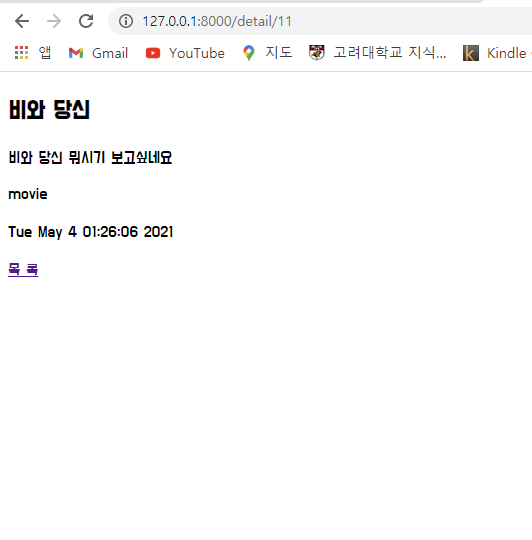 127.0.0.1:8000/detail/11
앱 Gmail YouTube 지도 고려대학교 지식... Kindle
비와 당신
비와 당신 뭐시기 보고싶네요
movie
Tue May 4 01:26:06 2021
목 록